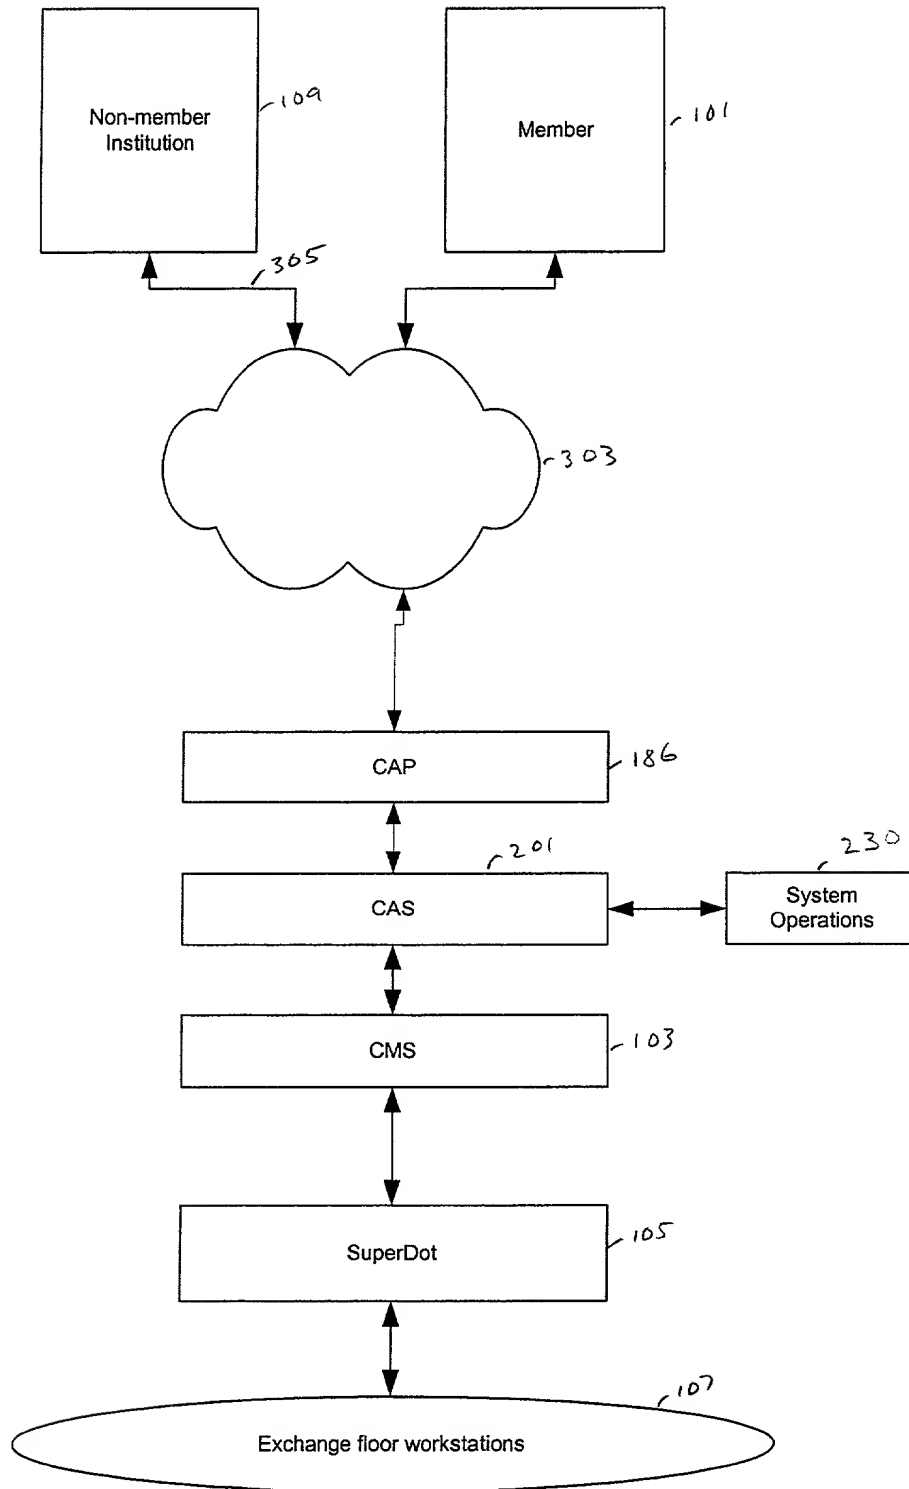 Non-member
Institution
109
Member
101
305
303
CAP
186
201
230
CAS
System
Operations
CMS
103
SuperDot
105
107
Exchange floor workstations